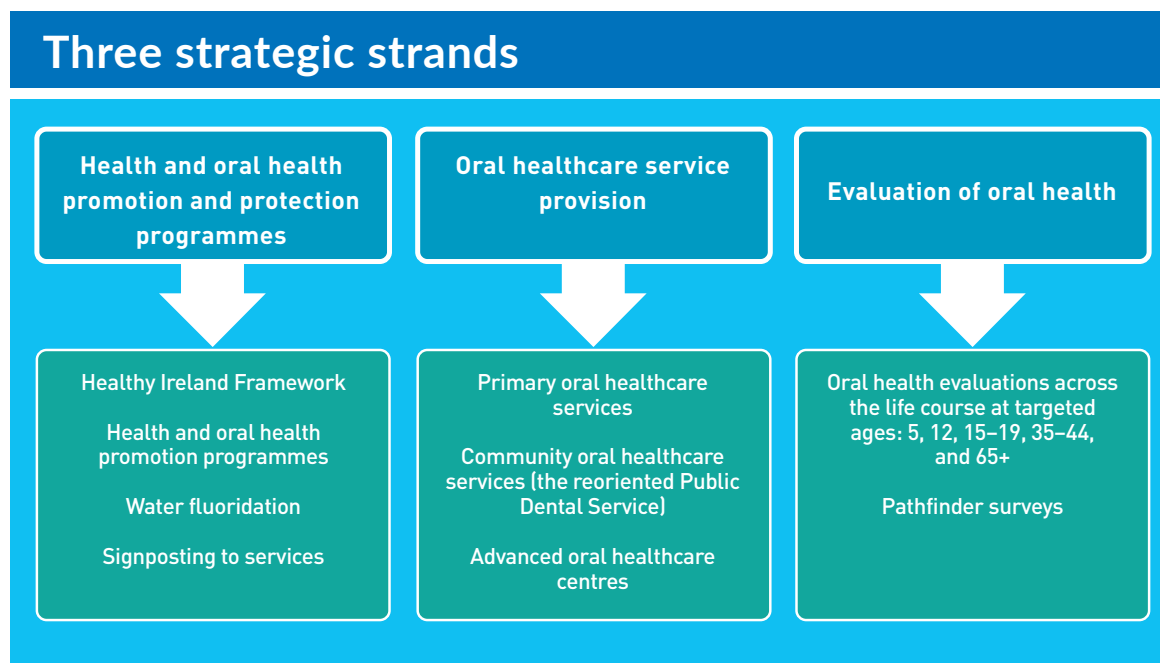 Three strategic strands
Health and oral health
promotion and protection
programmes
Healthy Ireland Framework
Health and oral health
promotion programmes
Water fluoridation
Signposting to services
Oral healthcare service
provision
Primary oral healthcare
services
Community oral healthcare
services (the reoriented Public
Dental Service)
Advanced oral healthcare
centres
Evaluation of oral health
Oral health evaluations across
the life course at targeted
ages: 5, 12, 15–19, 35–44,
and 65+
Pathfinder surveys